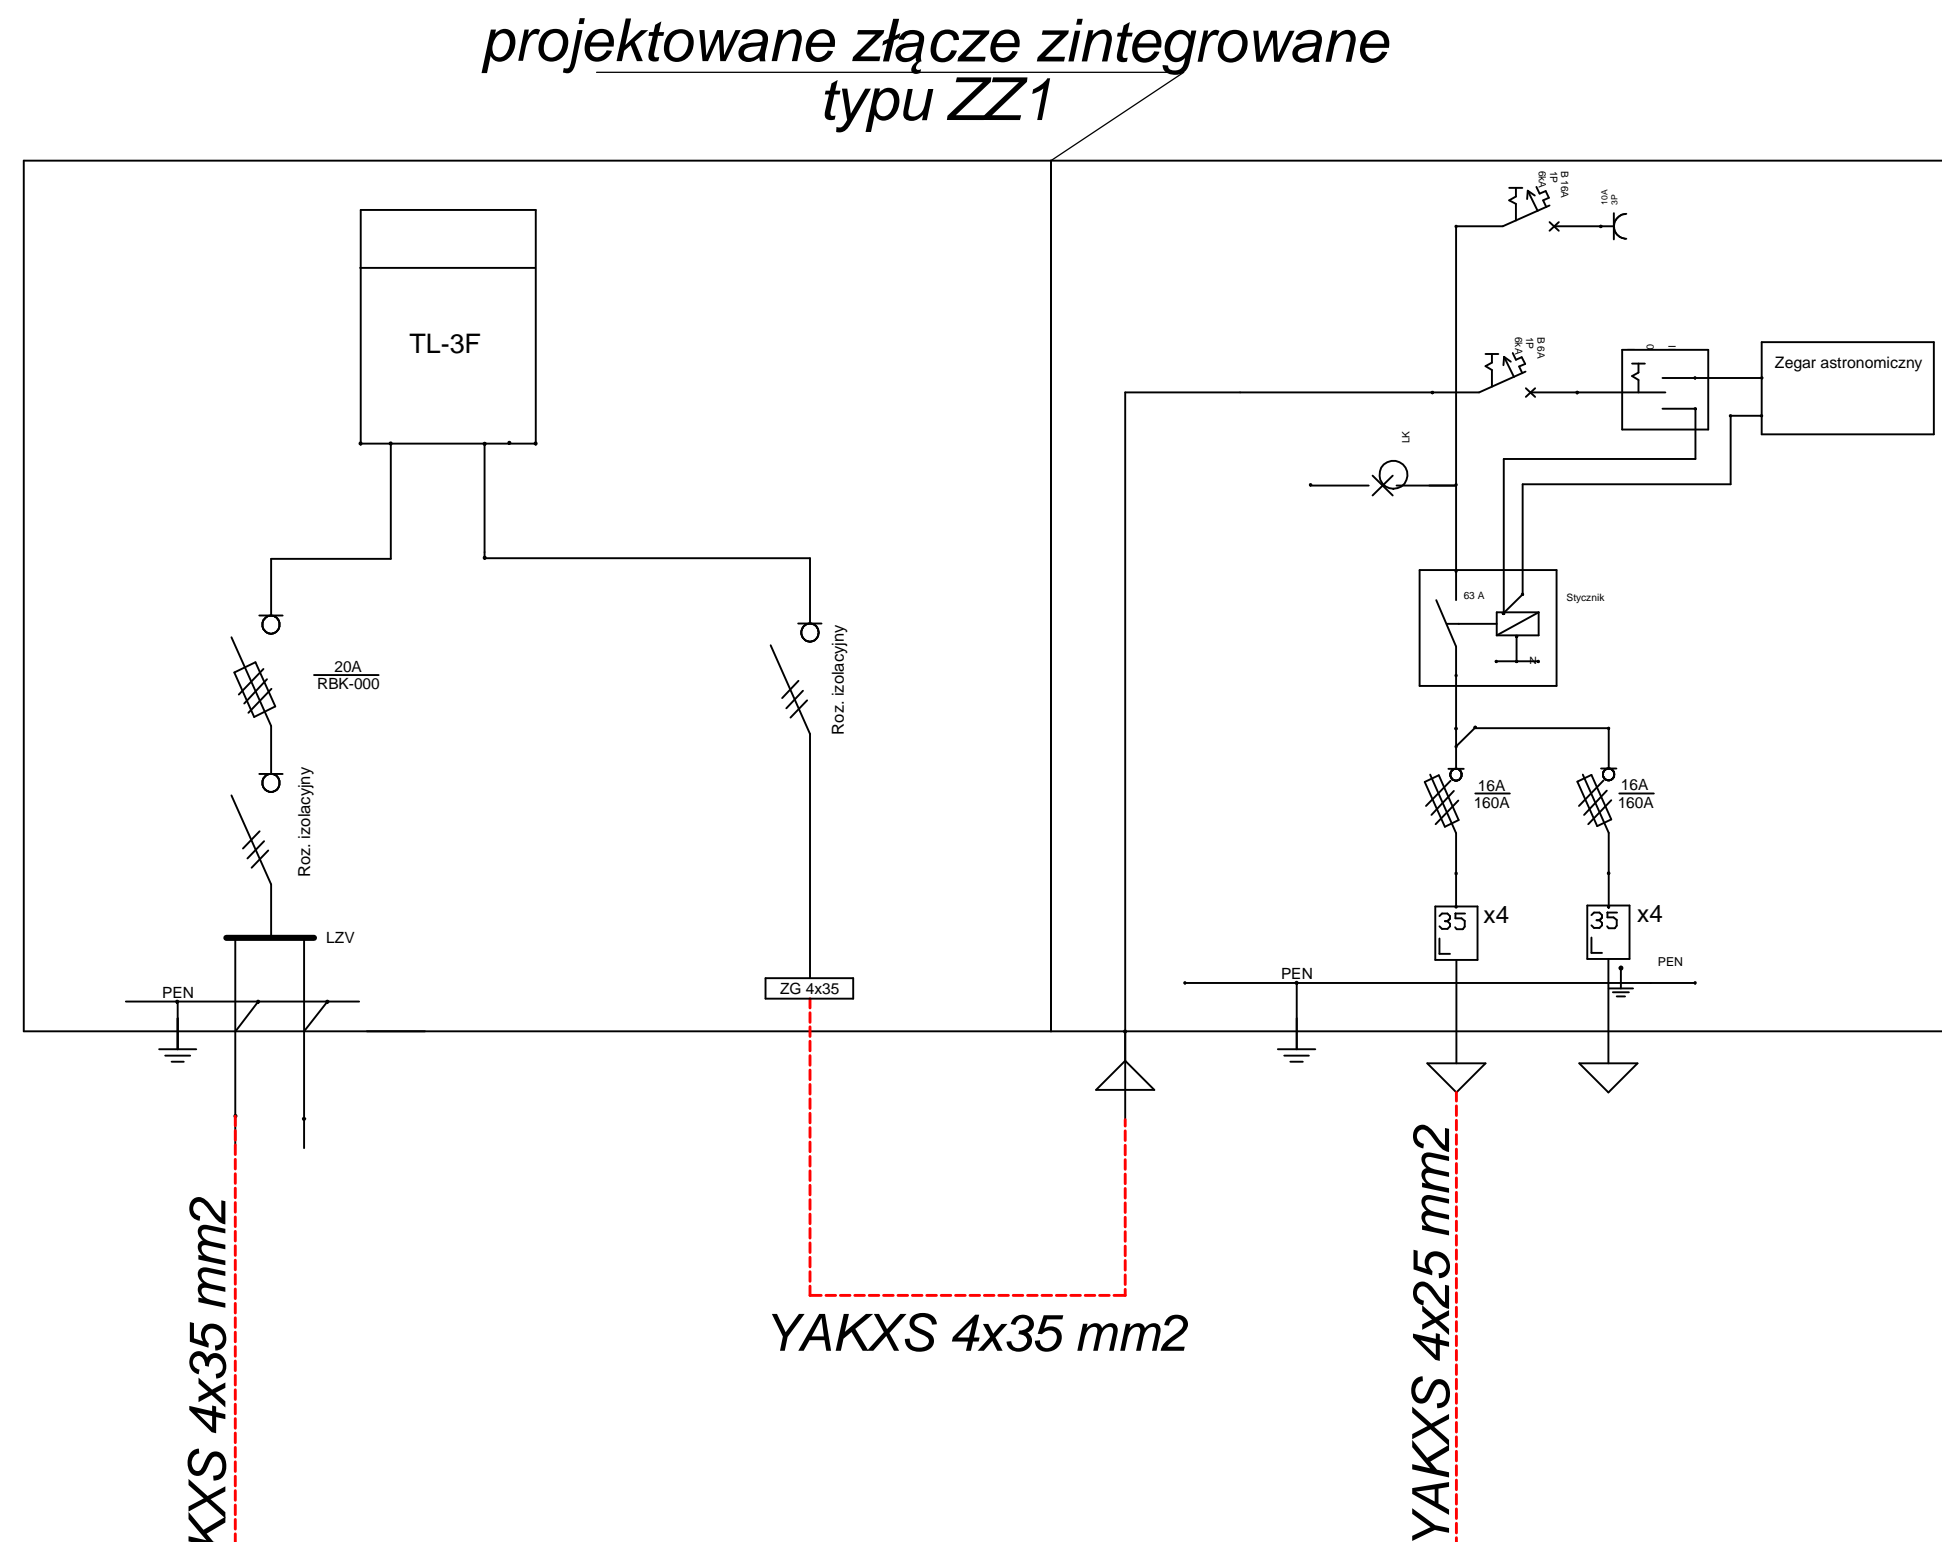 projektowane złącze zintegrowane
typu ZZ1
B 16A
1P
6kA
3P
10A
TL-3F
B 6A
1P
6kA
0
I
Zegar astronomiczny
LK
63 A
Stycznik
N
20A
RBK-000
Roz. izolacyjny
Roz. izolacyjny
16A
160A
16A
160A
35
L
x4
35
L
x4
LZV
PEN
ZG 4x35
PEN
PEN
KXS 4x35 mm2
YAKXS 4x35 mm2
YAKXS 4x25 mm2